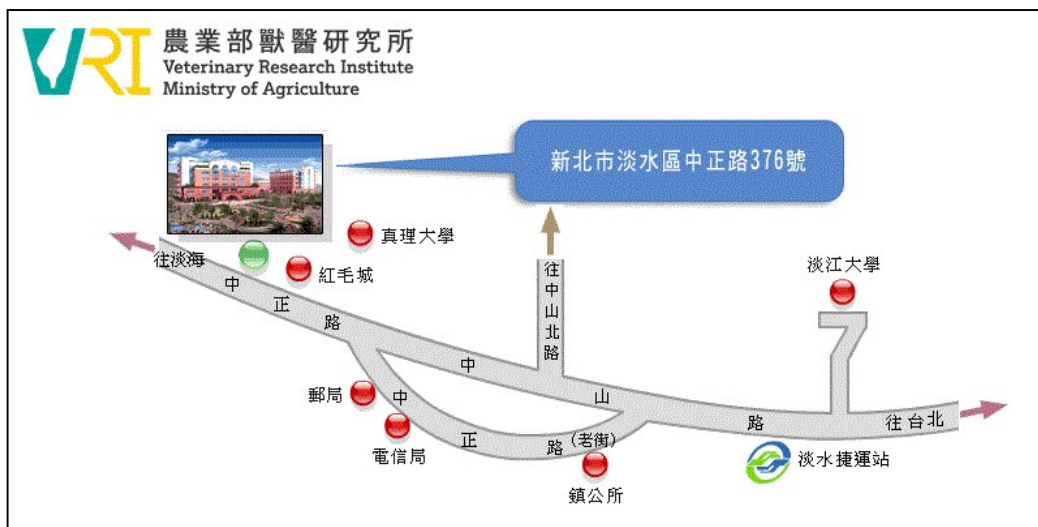 VRI
農業部獸醫研究所
Veterinary Research Institute
Ministry of Agriculture
新北市淡水區中正路376號
真理大學
往淡海
紅毛城
中正路
往中山北路
淡江大學
中山路
郵局
中正路(老街)
電信局
往台北
淡水捷運站
鎮公所